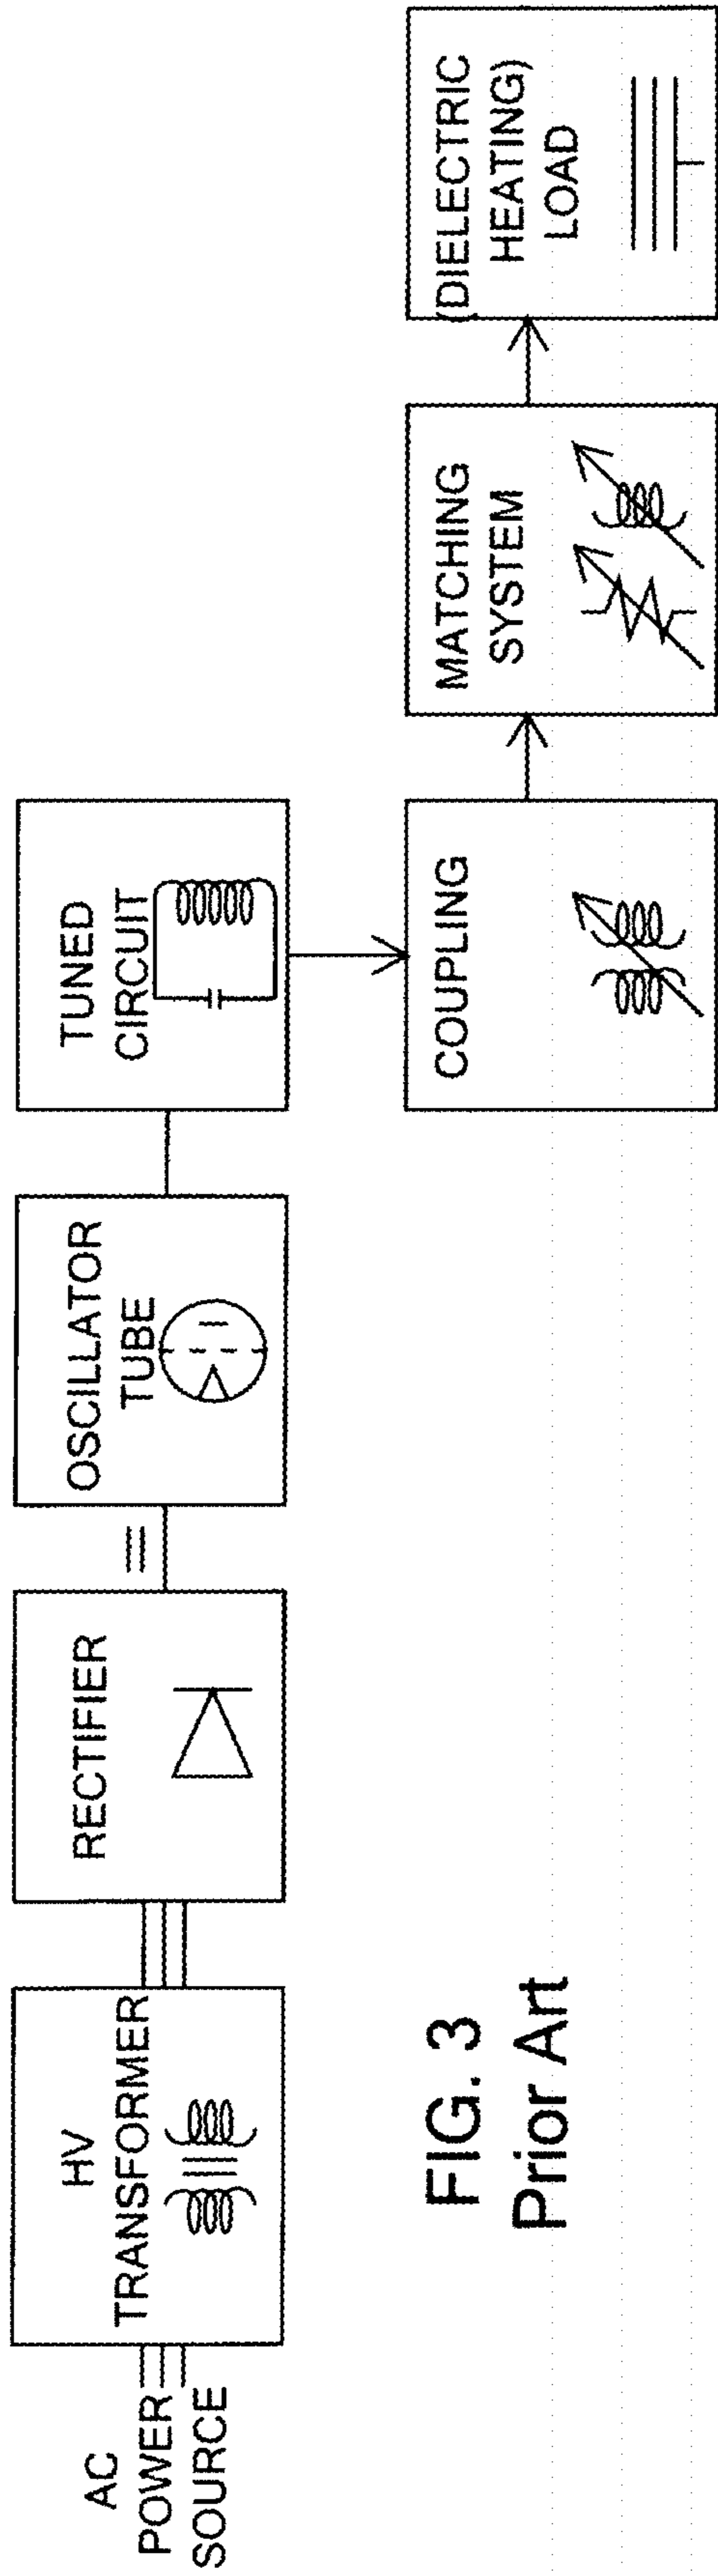 AC
POWER
SOURCE
HV
TRANSFORMER
RECTIFIER
OSCILLATOR
TUBE
TUNED
CIRCUIT
COUPLING
MATCHING
SYSTEM
(DIELECTRIC
HEATING)
LOAD
FIG. 3
Prior Art